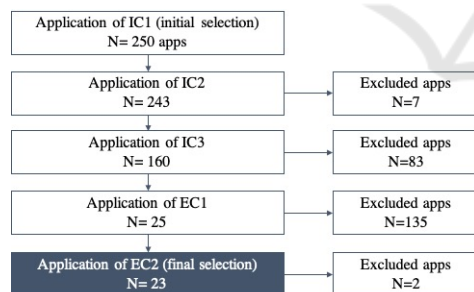 Application of IC1 (initial selection)
N= 250 apps
Application of IC2
N= 243
Excluded apps
N=7
Application of IC3
N= 160
Excluded apps
N=83
Application of EC1
N= 25
Excluded apps
N=135
Application of EC2 (final selection)
N= 23
Excluded apps
N=2